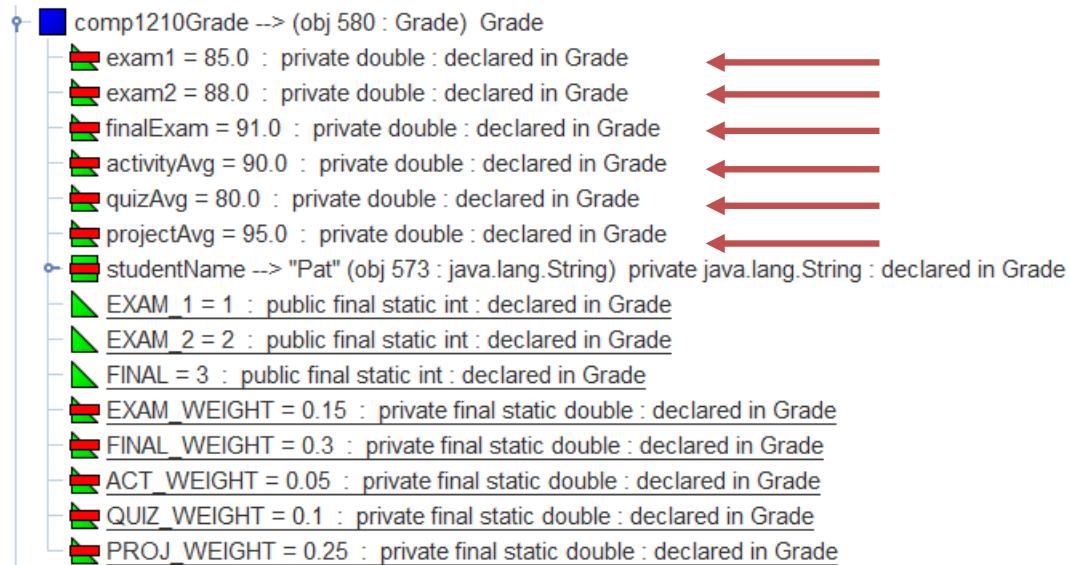 comp1210Grade --> (obj 580 : Grade) Grade
exam1 = 85.0 : private double : declared in Grade
exam2 = 88.0 : private double : declared in Grade
finalExam = 91.0 : private double : declared in Grade
activityAvg = 90.0 : private double : declared in Grade
quizAvg = 80.0 : private double : declared in Grade
projectAvg = 95.0 : private double : declared in Grade
studentName --> "Pat" (obj 573 : java.lang.String) private java.lang.String : declared in Grade
EXAM_1 = 1 : public final static int : declared in Grade
EXAM_2 = 2 : public final static int : declared in Grade
FINAL = 3 : public final static int : declared in Grade
EXAM_WEIGHT = 0.15 : private final static double : declared in Grade
FINAL_WEIGHT = 0.3 : private final static double : declared in Grade
ACT_WEIGHT = 0.05 : private final static double : declared in Grade
QUIZ_WEIGHT = 0.1 : private final static double : declared in Grade
PROJ_WEIGHT = 0.25 : private final static double : declared in Grade